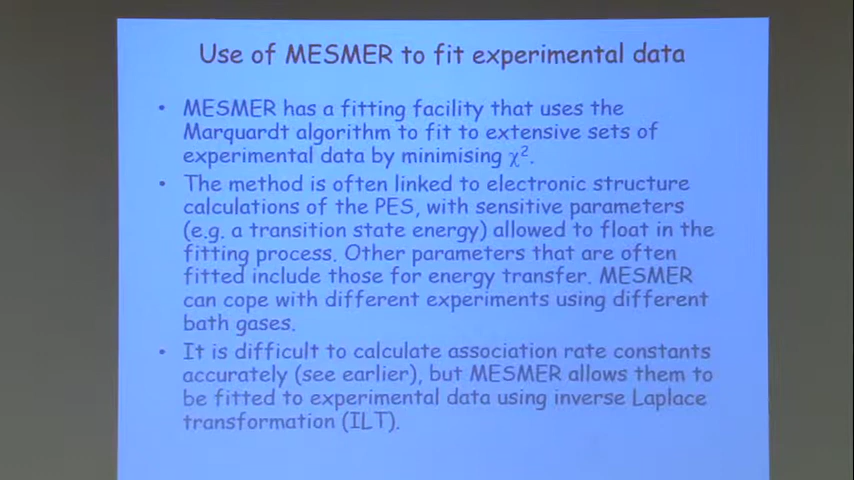 Use of MESMER to fit experimental data
• MESMER has a fitting facility that uses the
Marquardt algorithm to fit to extensive sets of
experimental data by minimising χ².
• The method is often linked to electronic structure
calculations of the PES, with sensitive parameters
(e.g. a transition state energy) allowed to float in the
fitting process. Other parameters that are often
fitted include those for energy transfer. MESMER
can cope with different experiments using different
bath gases.
• It is difficult to calculate association rate constants
accurately (see earlier), but MESMER allows them to
be fitted to experimental data using inverse Laplace
transformation (ILT).